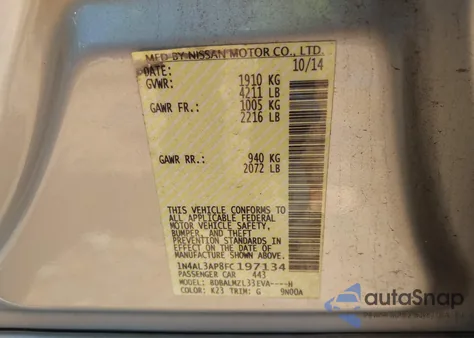 MFD BY NISSAN MOTOR CO., LTD.
DATE: 10/14
GVWR: 1910 KG
4211 LB
GAWR FR.: 1005 KG
2216 LB
GAWR RR.: 940 KG
2072 LB
THIS VEHICLE CONFORMS TO
ALL APPLICABLE FEDERAL
MOTOR VEHICLE SAFETY,
BUMPER, AND THEFT
PREVENTION STANDARDS
IN EFFECT ON THE DATE OF
MANUFACTURE SHOWN ABOVE.
1N4AL3AP8FC197134
PASSENGER CAR 443
MODEL: BDBALMZL33EVA----H
COLOR: K23 TRIM: G 9N00A
autoSnap